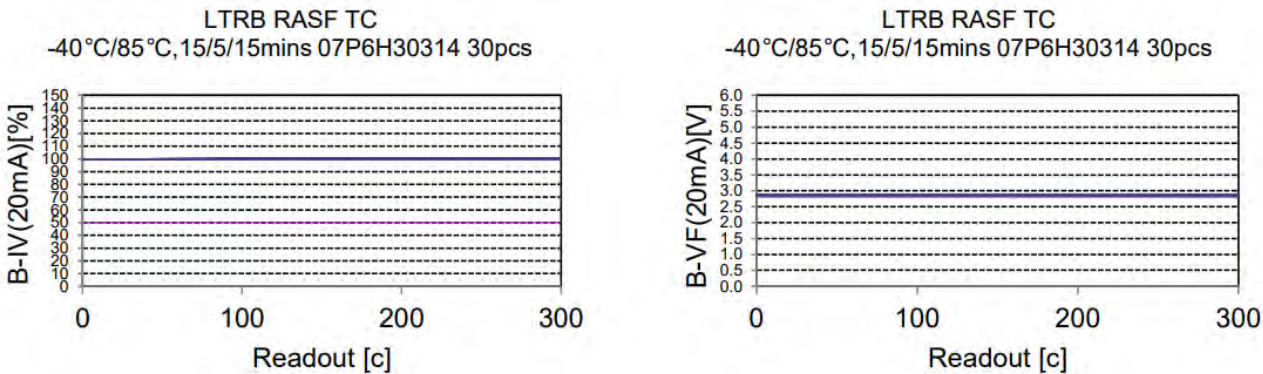 LTRB RASF TC
-40°C/85°C,15/5/15mins 07P6H30314 30pcs
B-IV(20mA)[%]
150
140
130
120
110
100
90
80
70
60
50
40
30
20
10
0
0 100 200 300
Readout [c]
LTRB RASF TC
-40°C/85°C,15/5/15mins 07P6H30314 30pcs
B-VF(20mA)[V]
6.0
5.5
5.0
4.5
4.0
3.5
3.0
2.5
2.0
1.5
1.0
0.5
0.0
0 100 200 300
Readout [c]